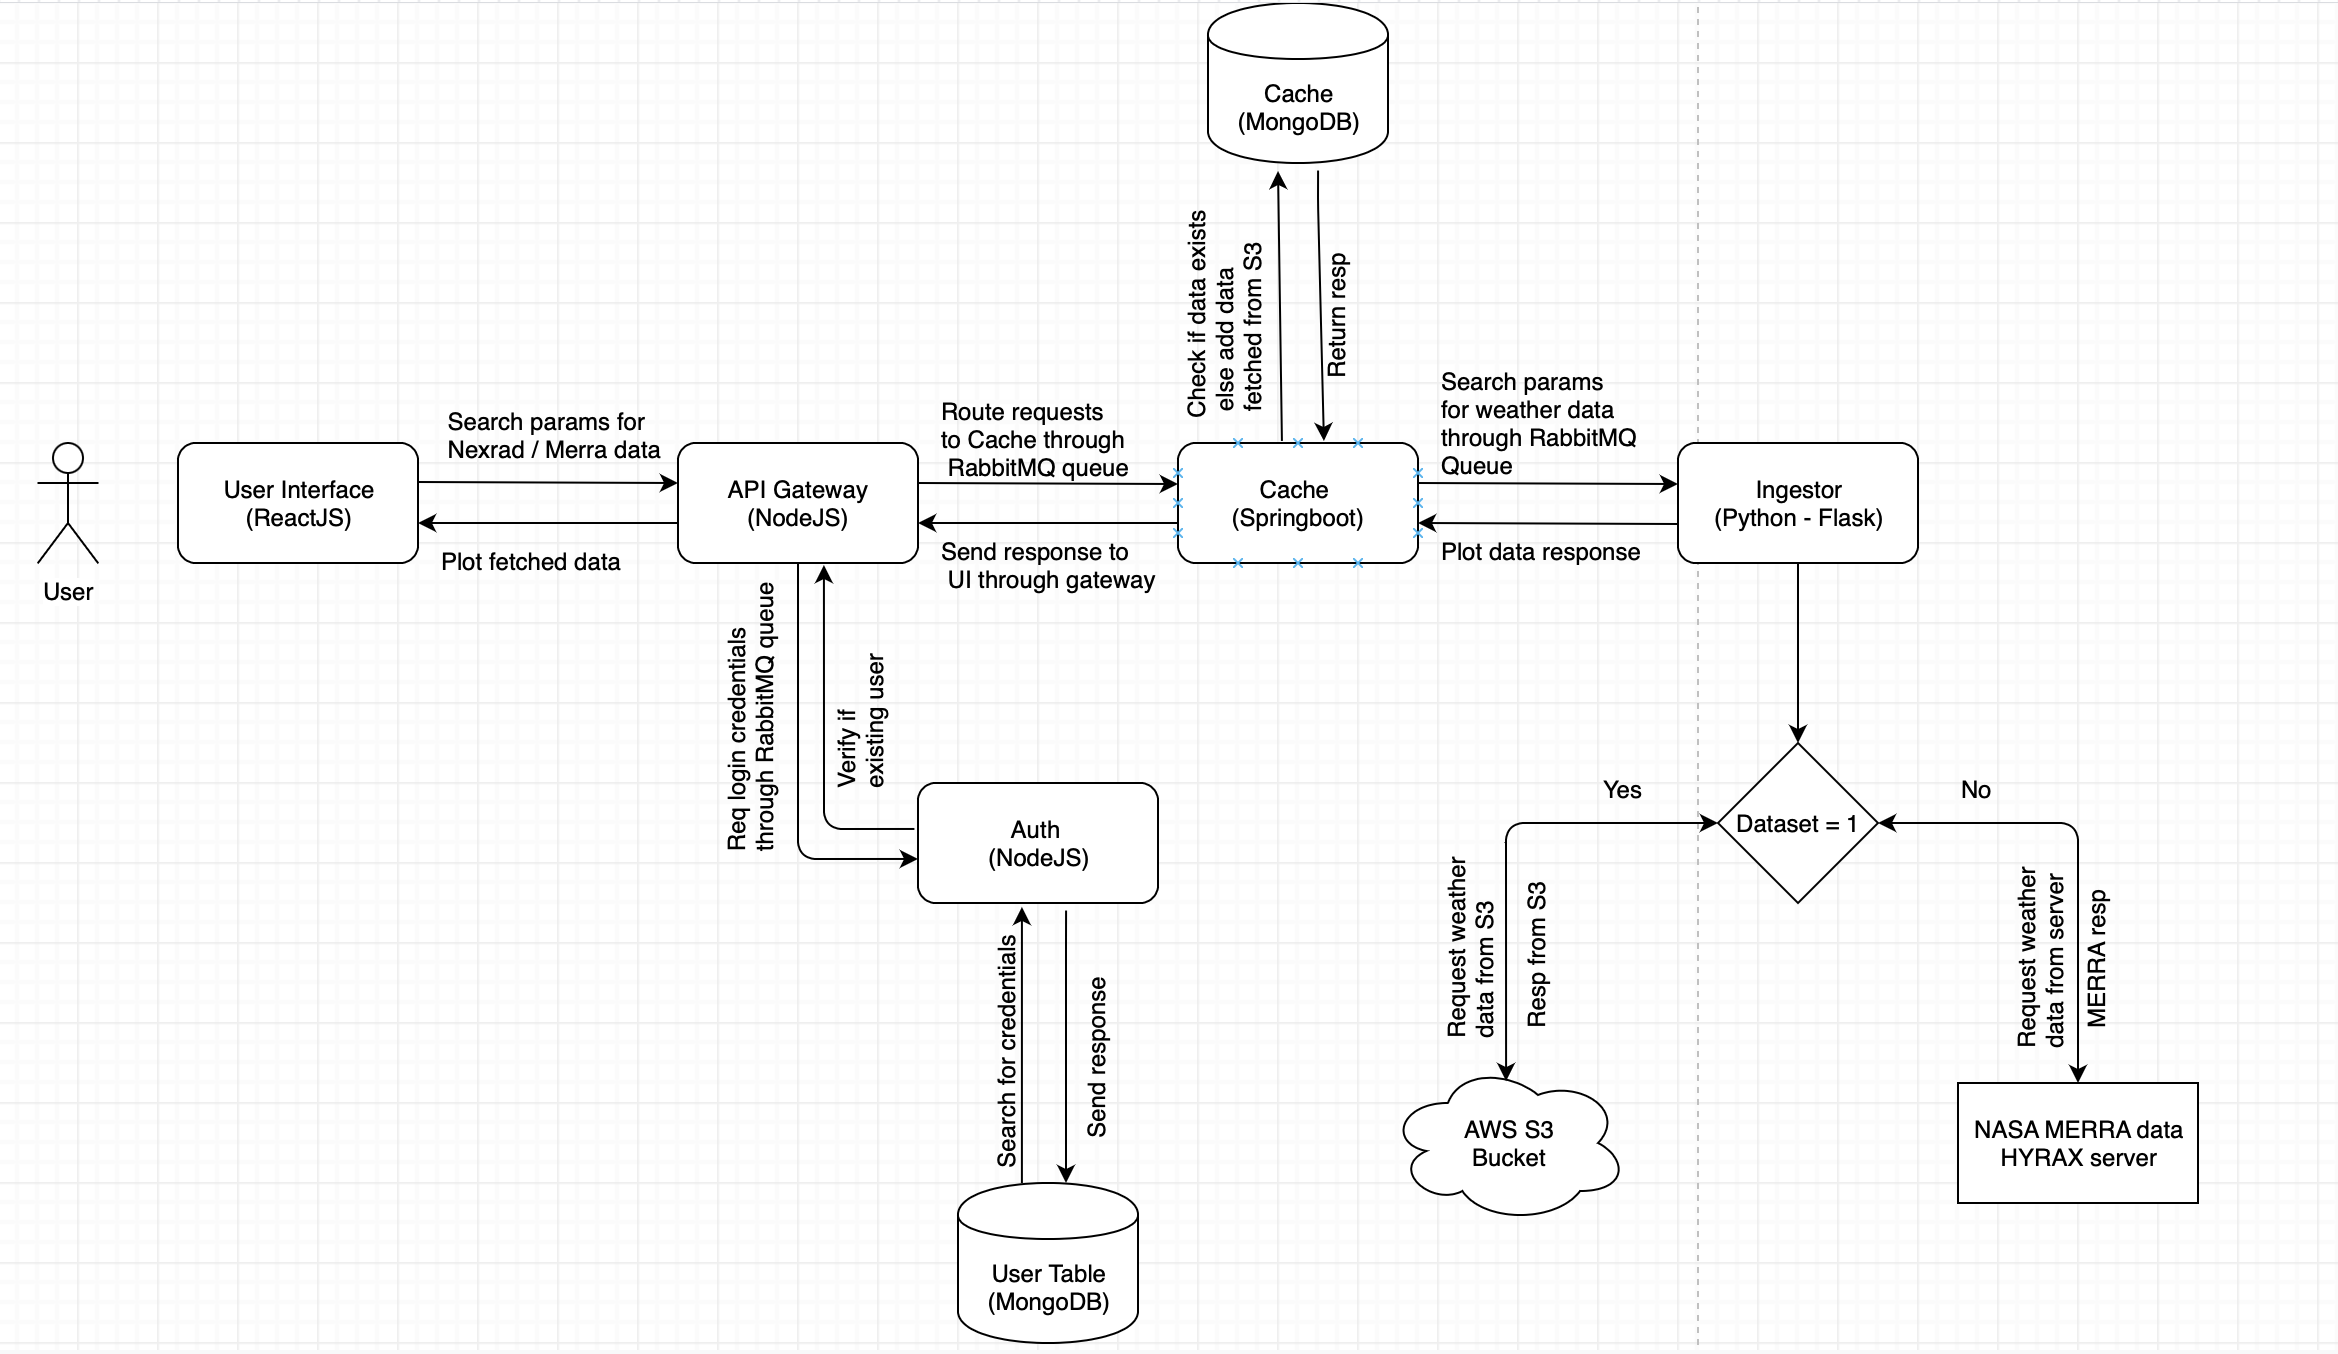 Cache
(MongoDB)
Check if data exists
else add data
fetched from S3
Return resp
Search params for
Nexrad / Merra data
Route requests
to Cache through
RabbitMQ queue
Search params
for weather data
through RabbitMQ
Queue
User
User Interface
(ReactJS)
API Gateway
(NodeJS)
Cache
(Springboot)
Ingestor
(Python - Flask)
Plot fetched data
Send response to
UI through gateway
Plot data response
Req login credentials
through RabbitMQ queue
Verify if
existing user
Auth
(NodeJS)
Yes
Dataset = 1
No
Search for credentials
Send response
Request weather
data from S3
Resp from S3
Request weather
data from server
MERRA resp
AWS S3
Bucket
NASA MERRA data
HYRAX server
User Table
(MongoDB)